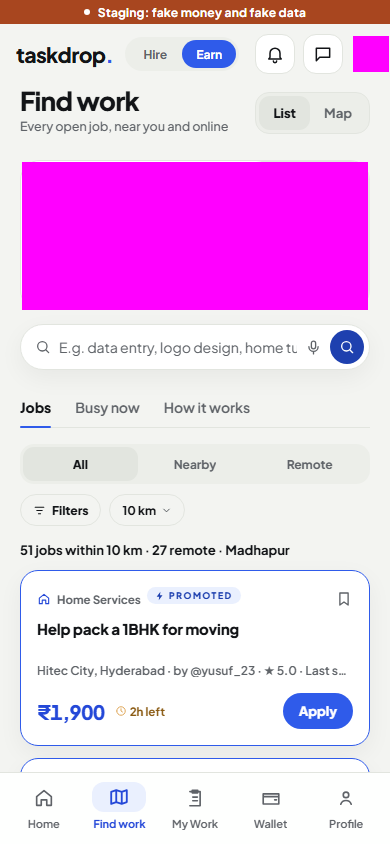 Staging: fake money and fake data
taskdrop.
Hire
Earn
Find work
Every open job, near you and online
List
Map
E.g. data entry, logo design, home tu
Jobs
Busy now
How it works
All
Nearby
Remote
Filters
10 km
51 jobs within 10 km · 27 remote · Madhapur
Home Services
PROMOTED
Help pack a 1BHK for moving
Hitec City, Hyderabad · by @yusuf_23 · ★ 5.0 · Last s...
₹1,900
2h left
Apply
Home
Find work
My Work
Wallet
Profile